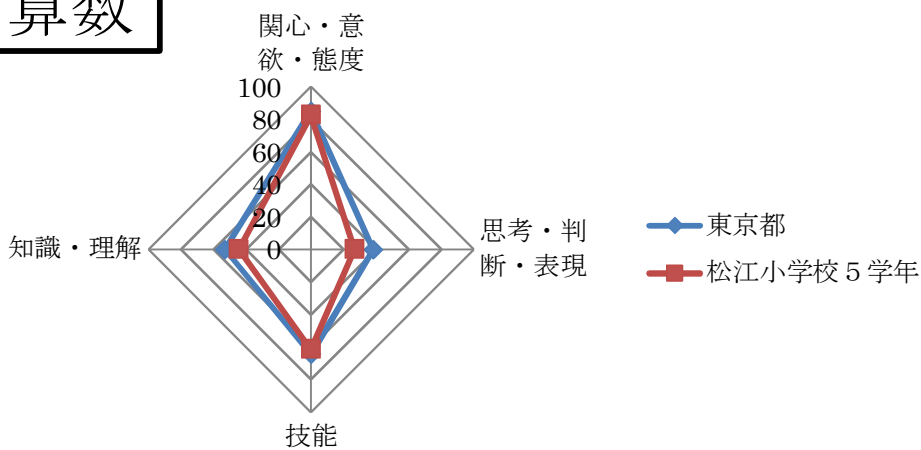 算数
関心・意
欲・態度
100
80
60
40
20
0
知識・理解
思考・判
断・表現
技能
東京都
松江小学校５学年